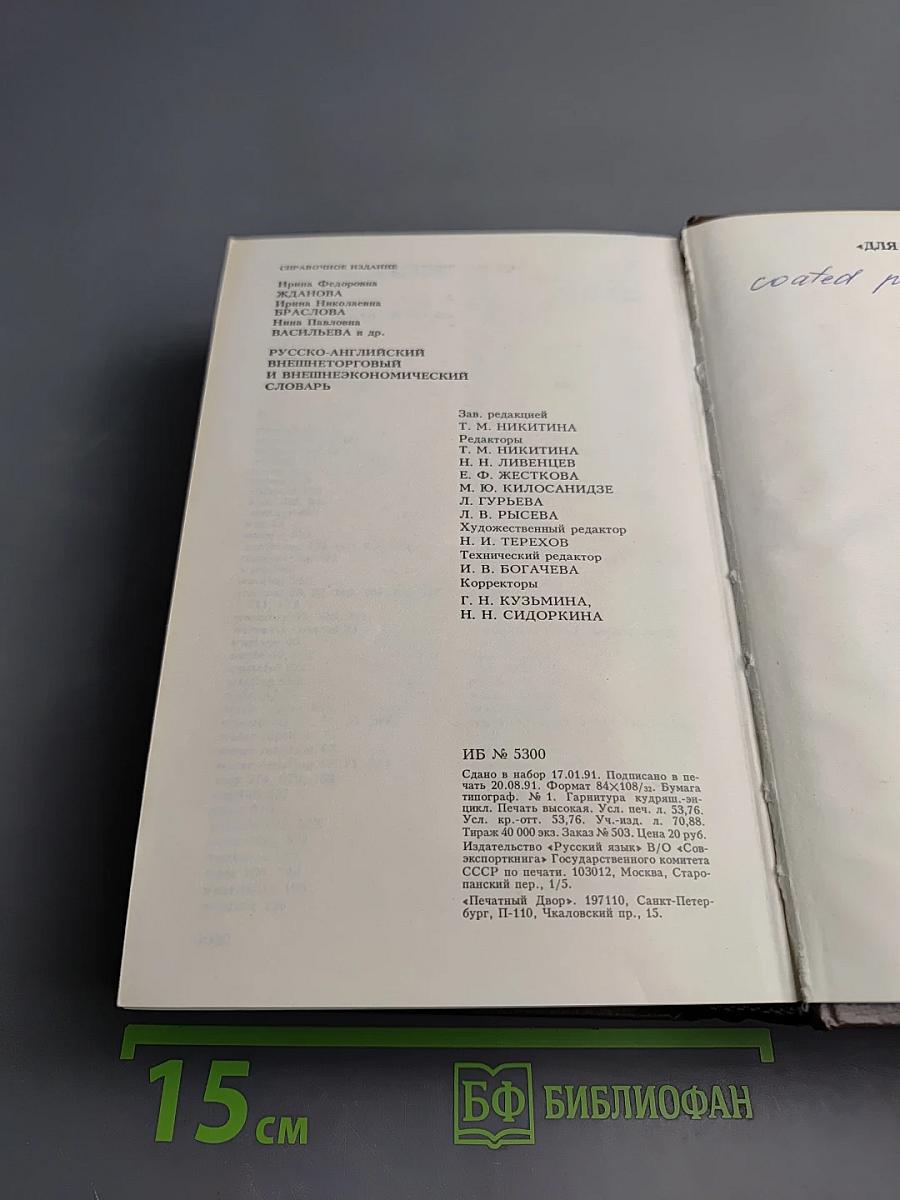 СПРАВОЧНОЕ ИЗДАНИЕ
Ирина Федоровна
ЖДАНОВА
Ирина Николаевна
БРАСЛОВА
Нина Павловна
ВАСИЛЬЕВА и др.
РУССКО-АНГЛИЙСКИЙ
ВНЕШНЕТОРГОВЫЙ
И ВНЕШНЕЭКОНОМИЧЕСКИЙ
СЛОВАРЬ
Зав. редакцией
Т. М. НИКИТИНА
Редакторы
Т. М. НИКИТИНА
Н. Н. ЛИВЕНЦЕВ
Е. Ф. ЖЕСТКОВА
М. Ю. КИЛОСАНИДЗЕ
Л. ГУРЬЕВА
Л. В. РЫСЕВА
Художественный редактор
Н. И. ТЕРЕХОВ
Технический редактор
И. В. БОГАЧЕВА
Корректоры
Г. Н. КУЗЬМИНА,
Н. Н. СИДОРКИНА
ИБ № 5300
Сдано в набор 17.01.91. Подписано в пе-
чать 20.08.91. Формат 84×108/32. Бумага
типограф. № 1. Гарнитура кудряш.-эн-
цикл. Печать высокая. Усл. печ. л. 53,76.
Усл. кр.-отт. 53,76. Уч.-изд. л. 70,88.
Тираж 40 000 экз. Заказ № 503. Цена 20 руб.
Издательство «Русский язык» В/О «Сов-
экспорткнига» Государственного комитета
СССР по печати. 103012, Москва, Старо-
панский пер., 1/5.
«Печатный Двор». 197110, Санкт-Петер-
бург, П-110, Чкаловский пр., 15.
«ДЛЯ
coated
15 см
БФ БИБЛИОФАН